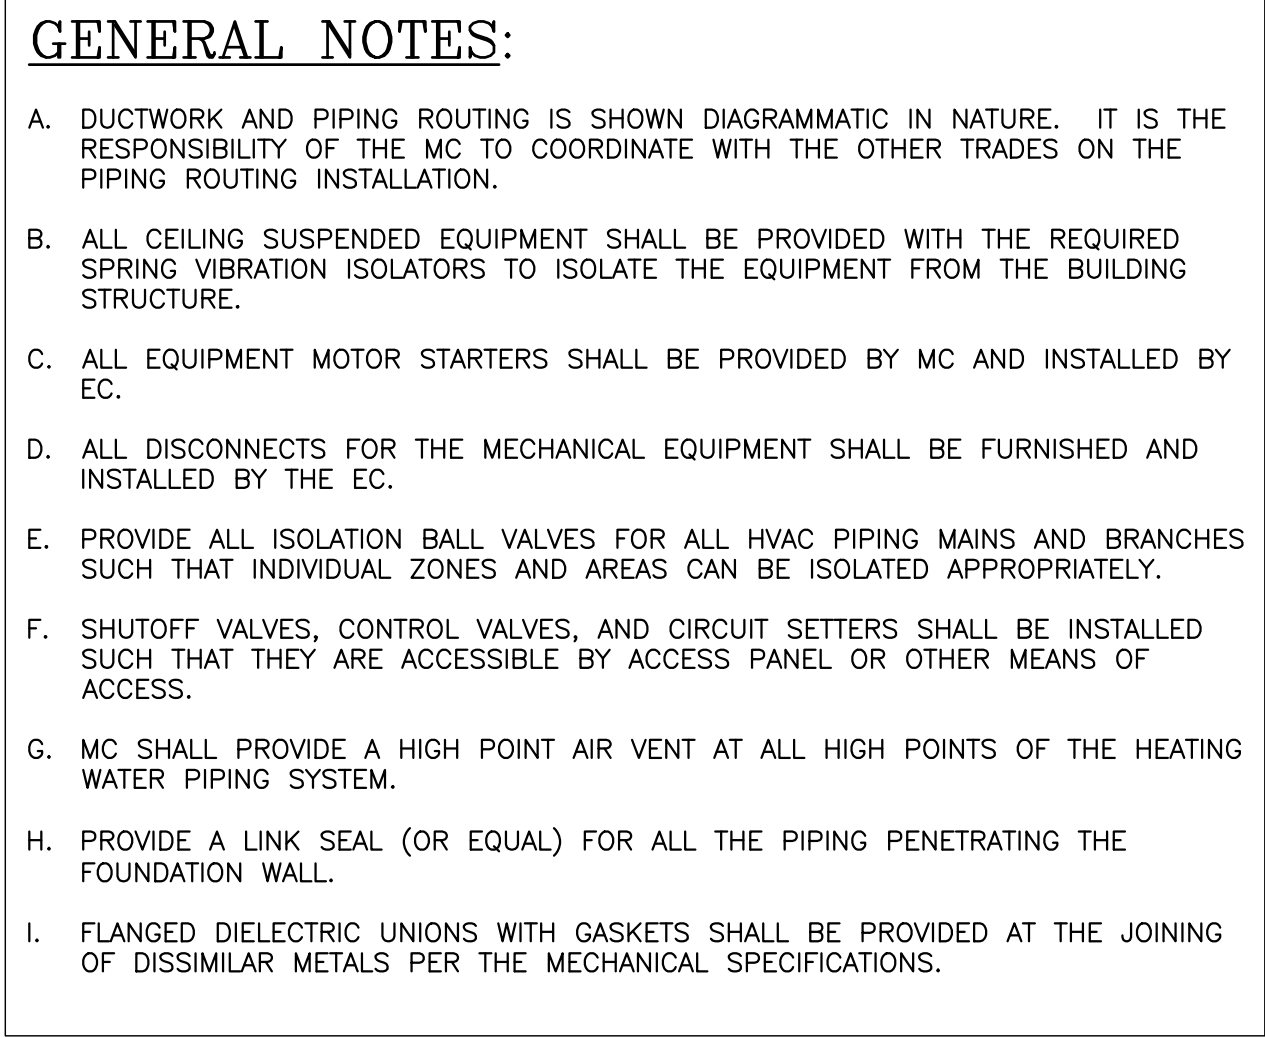 GENERAL NOTES:
A. DUCTWORK AND PIPING ROUTING IS SHOWN DIAGRAMMATIC IN NATURE. IT IS THE
RESPONSIBILITY OF THE MC TO COORDINATE WITH THE OTHER TRADES ON THE
PIPING ROUTING INSTALLATION.
B. ALL CEILING SUSPENDED EQUIPMENT SHALL BE PROVIDED WITH THE REQUIRED
SPRING VIBRATION ISOLATORS TO ISOLATE THE EQUIPMENT FROM THE BUILDING
STRUCTURE.
C. ALL EQUIPMENT MOTOR STARTERS SHALL BE PROVIDED BY MC AND INSTALLED BY
EC.
D. ALL DISCONNECTS FOR THE MECHANICAL EQUIPMENT SHALL BE FURNISHED AND
INSTALLED BY THE EC.
E. PROVIDE ALL ISOLATION BALL VALVES FOR ALL HVAC PIPING MAINS AND BRANCHES
SUCH THAT INDIVIDUAL ZONES AND AREAS CAN BE ISOLATED APPROPRIATELY.
F. SHUTOFF VALVES, CONTROL VALVES, AND CIRCUIT SETTERS SHALL BE INSTALLED
SUCH THAT THEY ARE ACCESSIBLE BY ACCESS PANEL OR OTHER MEANS OF
ACCESS.
G. MC SHALL PROVIDE A HIGH POINT AIR VENT AT ALL HIGH POINTS OF THE HEATING
WATER PIPING SYSTEM.
H. PROVIDE A LINK SEAL (OR EQUAL) FOR ALL THE PIPING PENETRATING THE
FOUNDATION WALL.
I. FLANGED DIELECTRIC UNIONS WITH GASKETS SHALL BE PROVIDED AT THE JOINING
OF DISSIMILAR METALS PER THE MECHANICAL SPECIFICATIONS.